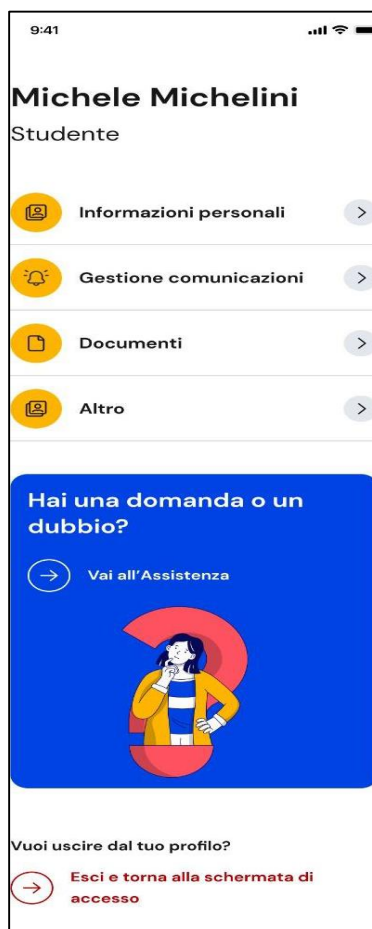 9:41
Michele Michelini
Studente
Informazioni personali
Gestione comunicazioni
Documenti
Altro
Hai una domanda o un
dubbio?
Vai all'Assistenza
Vuoi uscire dal tuo profilo?
Esci e torna alla schermata di
accesso